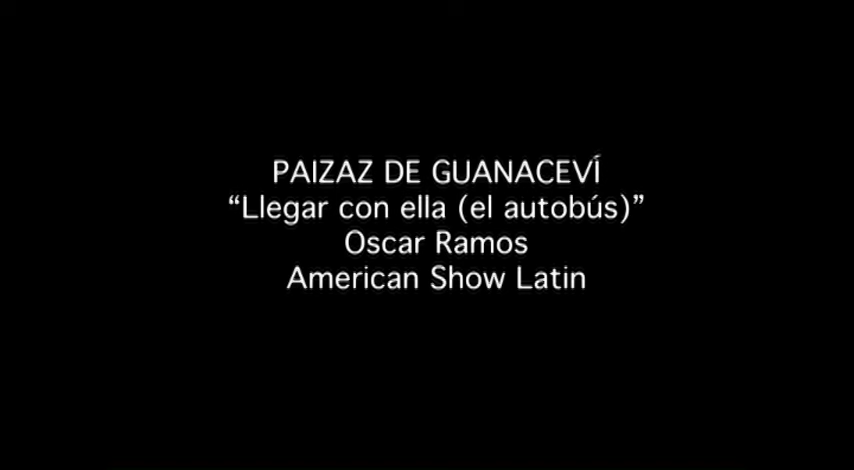 PAIZAZ DE GUANACEVÍ
“Llegar con ella (el autobús)”
Oscar Ramos
American Show Latin